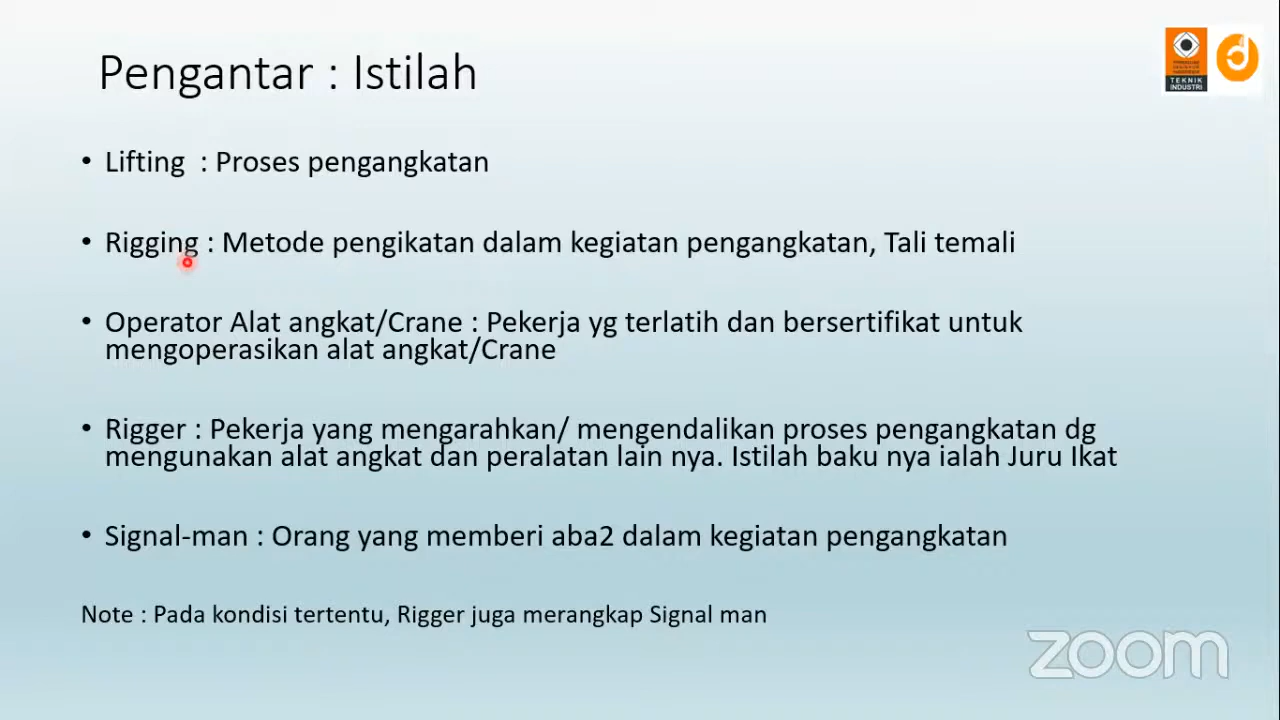 Pengantar : Istilah
• Lifting : Proses pengangkatan
• Rigging : Metode pengikatan dalam kegiatan pengangkatan, Tali temali
• Operator Alat angkat/Crane : Pekerja yg terlatih dan bersertifikat untuk
mengoperasikan alat angkat/Crane
• Rigger : Pekerja yang mengarahkan/ mengendalikan proses pengangkatan dg
mengunakan alat angkat dan peralatan lain nya. Istilah baku nya ialah Juru Ikat
• Signal-man : Orang yang memberi aba2 dalam kegiatan pengangkatan
Note : Pada kondisi tertentu, Rigger juga merangkap Signal man
TEKNIK
INDUSTRI
zoom